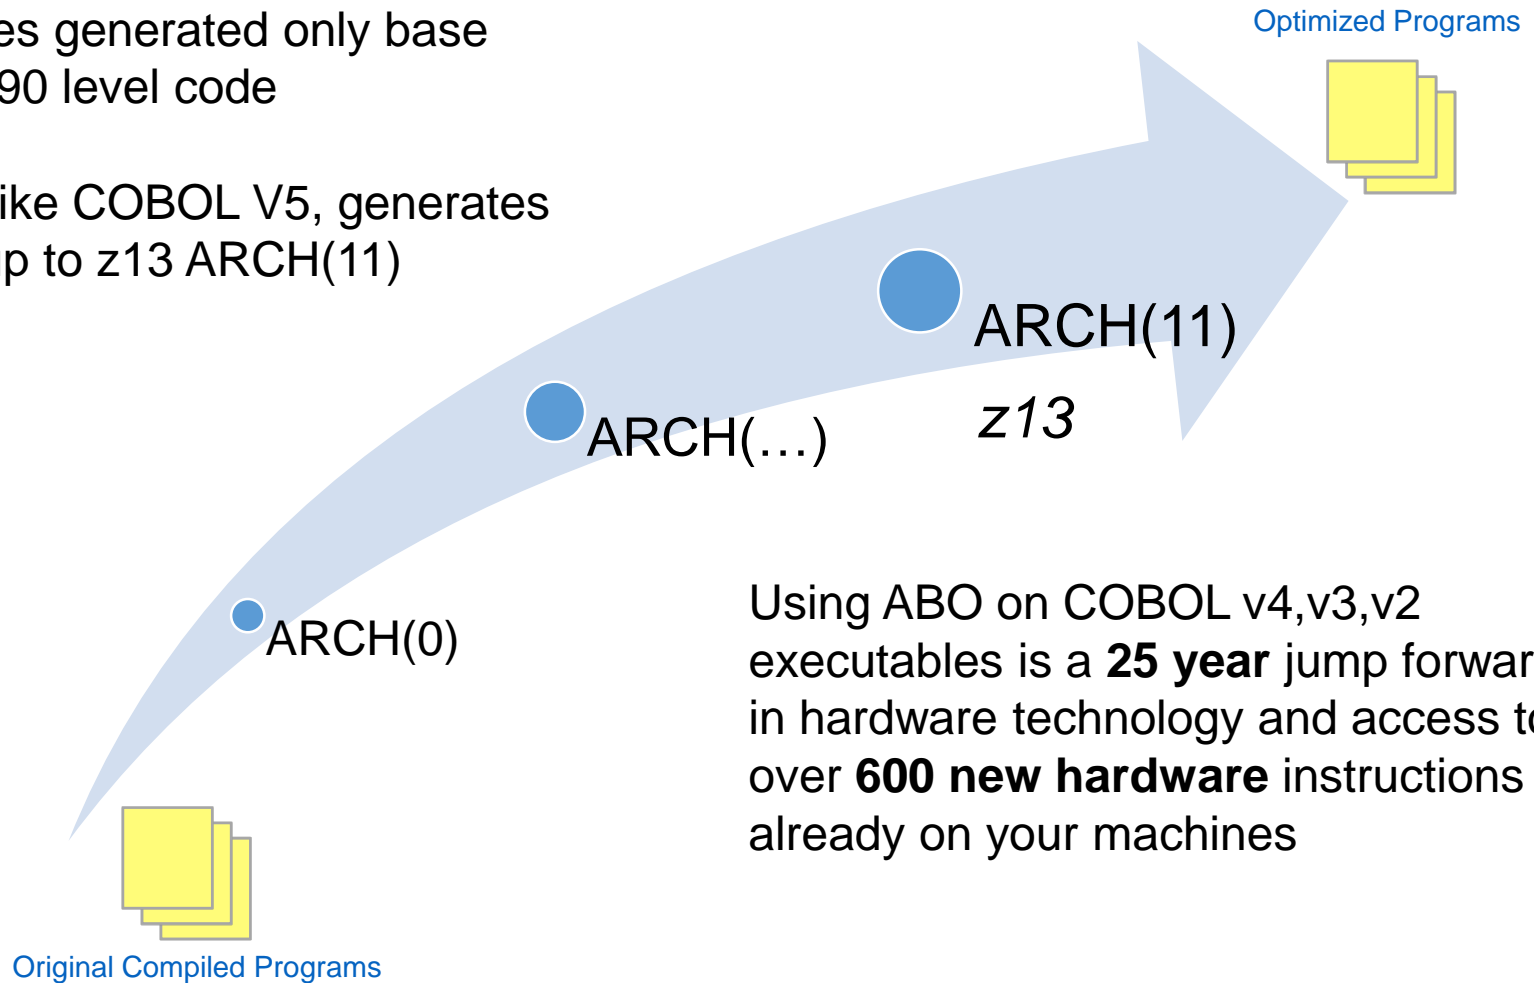 es generated only base
90 level code
ike COBOL V5, generates
p to z13 ARCH(11)
Optimized Programs
ARCH(11)
z13
ARCH(…)
ARCH(0)
Using ABO on COBOL v4,v3,v2
executables is a 25 year jump forwar
in hardware technology and access to
over 600 new hardware instructions
already on your machines
Original Compiled Programs